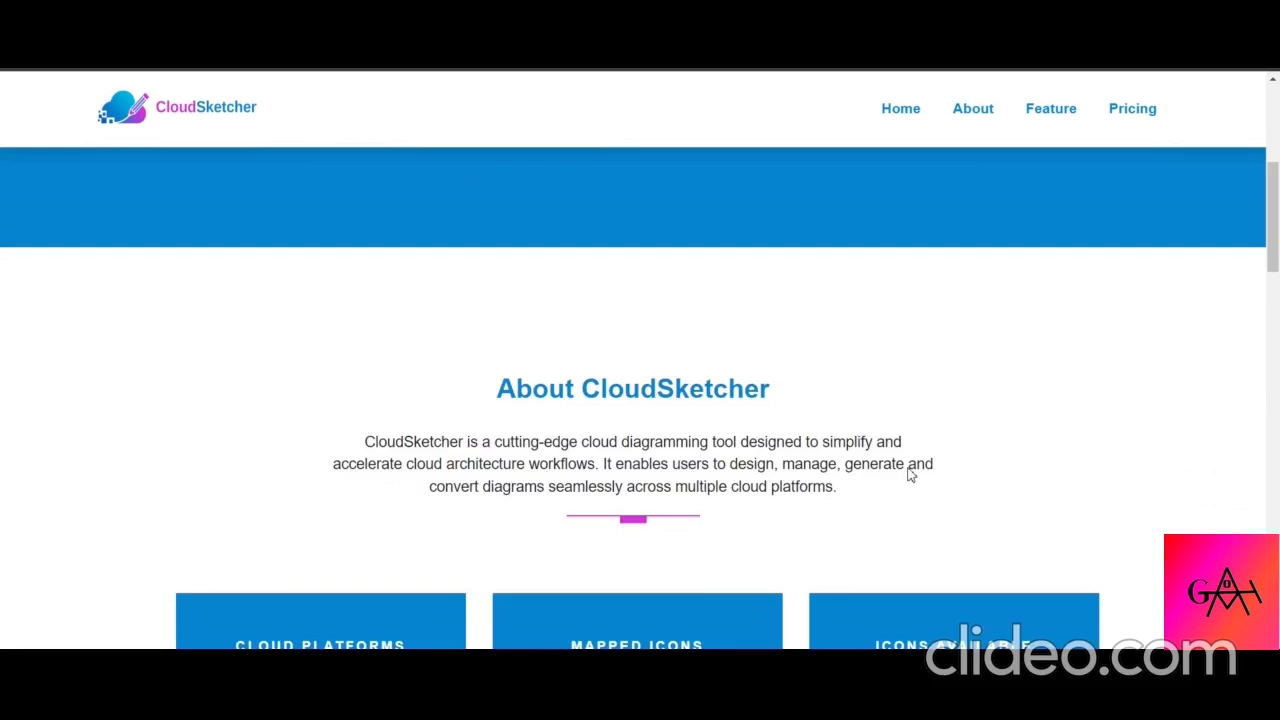 CloudSketcher
Home About Feature Pricing
About CloudSketcher
CloudSketcher is a cutting-edge cloud diagramming tool designed to simplify and
accelerate cloud architecture workflows. It enables users to design, manage, generate and
convert diagrams seamlessly across multiple cloud platforms.
CLOUD PLATFORMS
MAPPED ICONS
ICONS AVAILABLE
clideo.com